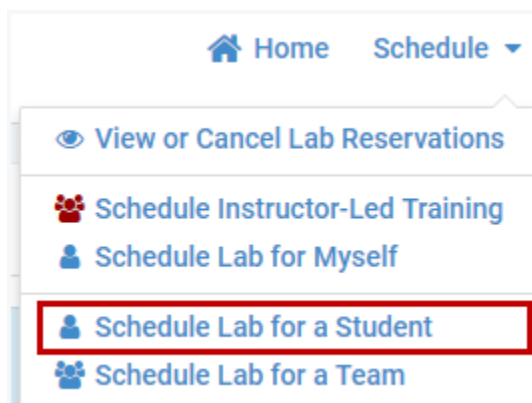 Home Schedule
View or Cancel Lab Reservations
Schedule Instructor-Led Training
Schedule Lab for Myself
Schedule Lab for a Student
Schedule Lab for a Team